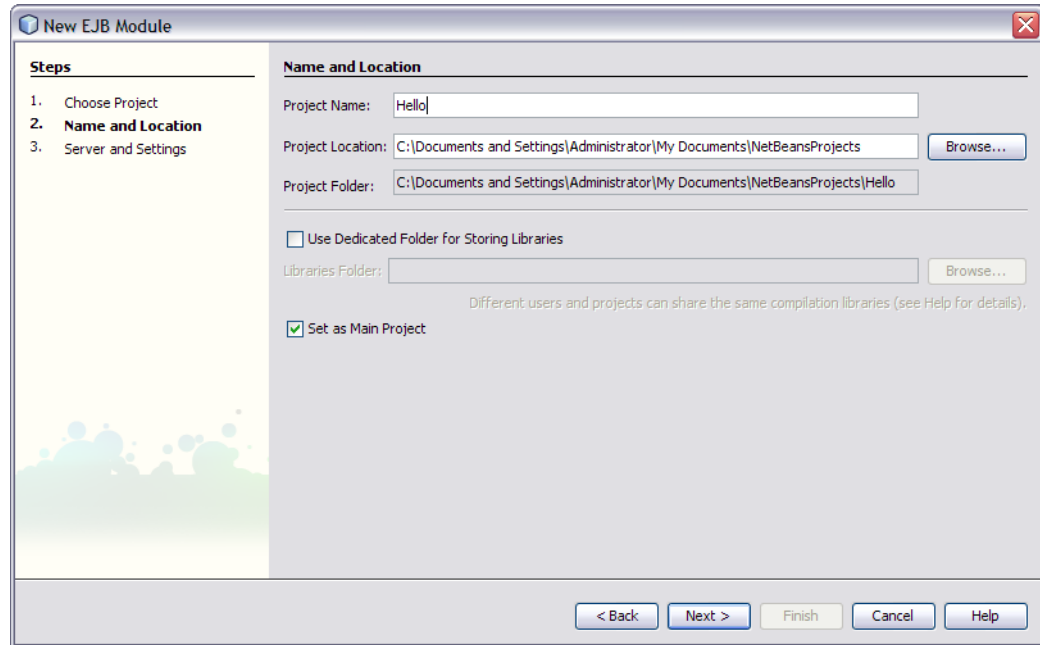 New EJB Module
Steps
1. Choose Project
2. Name and Location
3. Server and Settings
Name and Location
Project Name: Hello
Project Location: C:\Documents and Settings\Administrator\My Documents\NetBeansProjects Browse...
Project Folder: C:\Documents and Settings\Administrator\My Documents\NetBeansProjects\Hello
Use Dedicated Folder for Storing Libraries
Libraries Folder: Browse...
Different users and projects can share the same compilation libraries (see Help for details).
Set as Main Project
< Back Next > Finish Cancel Help